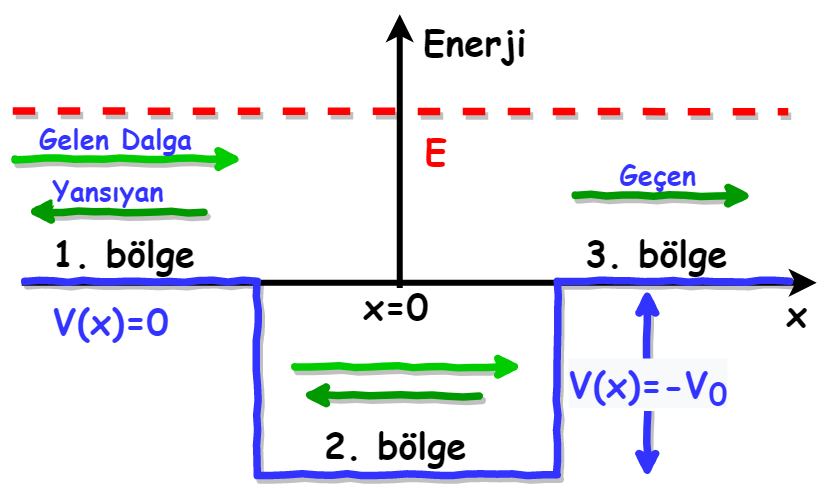 Enerji
Gelen Dalga
E
Yansıyan
Geçen
1. bölge
3. bölge
x=0
x
V(x)=0
V(x)=-V0
2. bölge